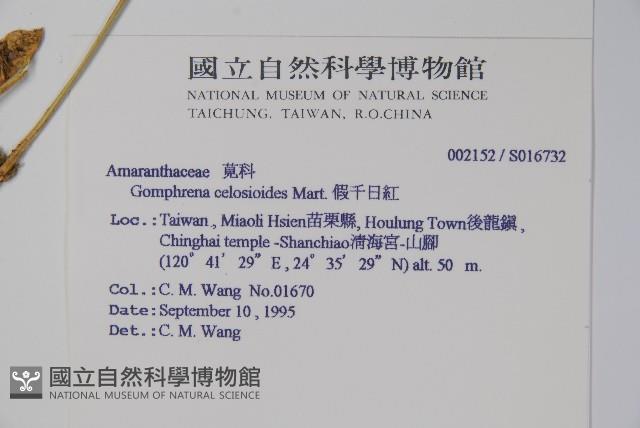 國立自然科學博物館
NATIONAL MUSEUM OF NATURAL SCIENCE
TAICHUNG, TAIWAN, R.O.CHINA
002152 / S016732
Amaranthaceae 莧科
Gomphrena celosioides Mart. 假千日紅
Loc.:Taiwan., Miaoli Hsien苗栗縣, Houlung Town後龍鎮,
Chinghai temple -Shanchiao清海宮-山腳
(120° 41' 29" E , 24° 35' 29" N) alt. 50 m.
Col.:C. M. Wang No.01670
Date:September 10 , 1995
Det.:C. M. Wang
國立自然科學博物館
NATIONAL MUSEUM OF NATURAL SCIENCE